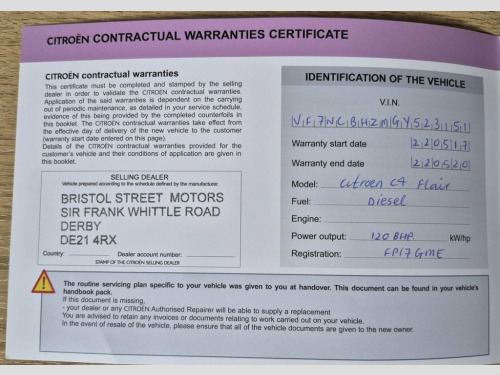 CITROËN CONTRACTUAL WARRANTIES CERTIFICATE
CITROËN contractual warranties
This certificate must be completed and stamped by the selling
dealer in order to validate the CITROËN contractual warranties.
Application of the said warranties is dependent on the carrying
out of periodic maintenance, as detailed in your service schedule,
evidence of this being provided by the completed counterfoils in
this booklet. The CITROËN contractual warranties take effect from
the effective day of delivery of the new vehicle to the customer
(warranty start date entered on this page).
Details of the CITROËN contractual warranties provided for the
customer's vehicle and their conditions of application are given in
this booklet.
SELLING DEALER
Vehicle prepared according to the schedule defined by the manufacturer.
BRISTOL STREET MOTORS
SIR FRANK WHITTLE ROAD
DERBY
DE21 4RX
Country: Dealer account number:
STAMP OF THE CITROËN SELLING DEALER
IDENTIFICATION OF THE VEHICLE
V.I.N.
VF7NCBHZMGY523151
Warranty start date 220517
Warranty end date 220520
Model: Citroen C4 Flair
Fuel: Diesel
Engine:
Power output: 120 BHP kW/hp
Registration: FP17 GME
The routine servicing plan specific to your vehicle was given to you at handover. This document can be found in your vehicle's
handbook pack.
If this document is missing,
- your dealer or any CITROËN Authorised Repairer will be able to supply a replacement
You are advised to retain any invoices or documents relating to work carried out on your vehicle.
In the event of resale of the vehicle, please ensure that all of the vehicle documents are given to the new owner.